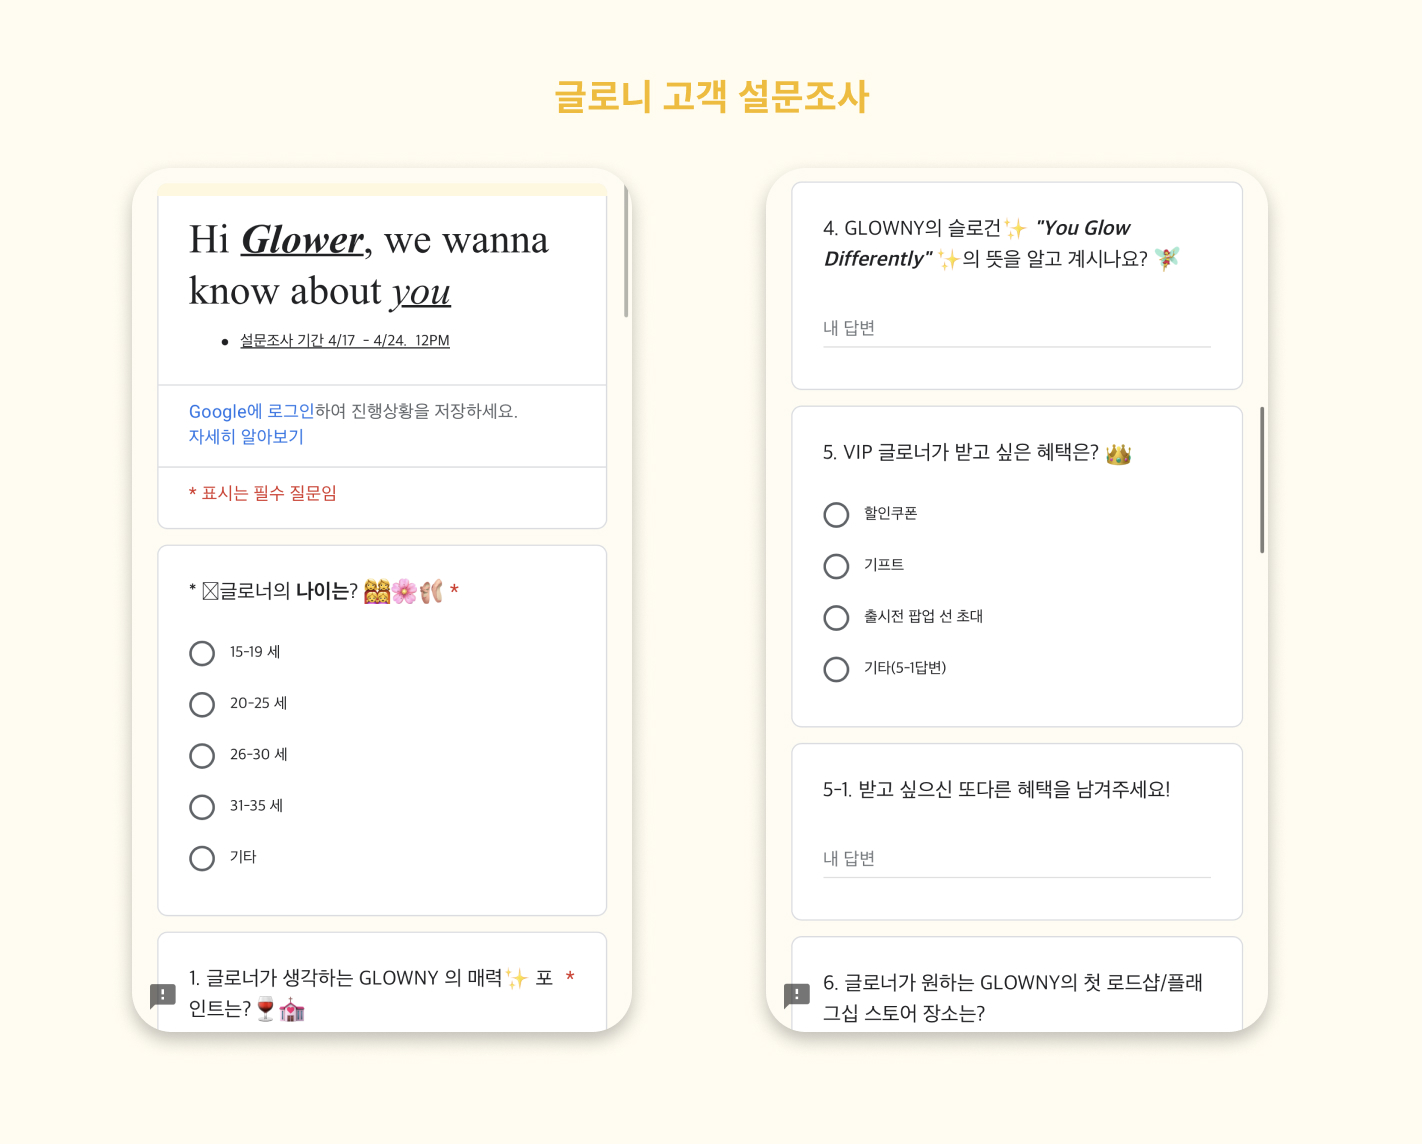 글로니 고객 설문조사
Hi Glower, we wanna
know about you
• 설문조사 기간 4/17 - 4/24. 12PM
Google에 로그인하여 진행상황을 저장하세요.
자세히 알아보기
* 표시는 필수 질문임
* 글로너의 나이는? 👭🌸🩰 *
15-19 세
20-25 세
26-30 세
31-35 세
기타
1. 글로너가 생각하는 GLOWNY 의 매력✨ 포 *
인트는? 🍷💒
4. GLOWNY의 슬로건✨ "You Glow
Differently" ✨의 뜻을 알고 계시나요? 🧚
내 답변
5. VIP 글로너가 받고 싶은 혜택은? 👑
할인쿠폰
기프트
출시전 팝업 선 초대
기타(5-1답변)
5-1. 받고 싶으신 또다른 혜택을 남겨주세요!
내 답변
6. 글로너가 원하는 GLOWNY의 첫 로드샵/플래
그십 스토어 장소는?